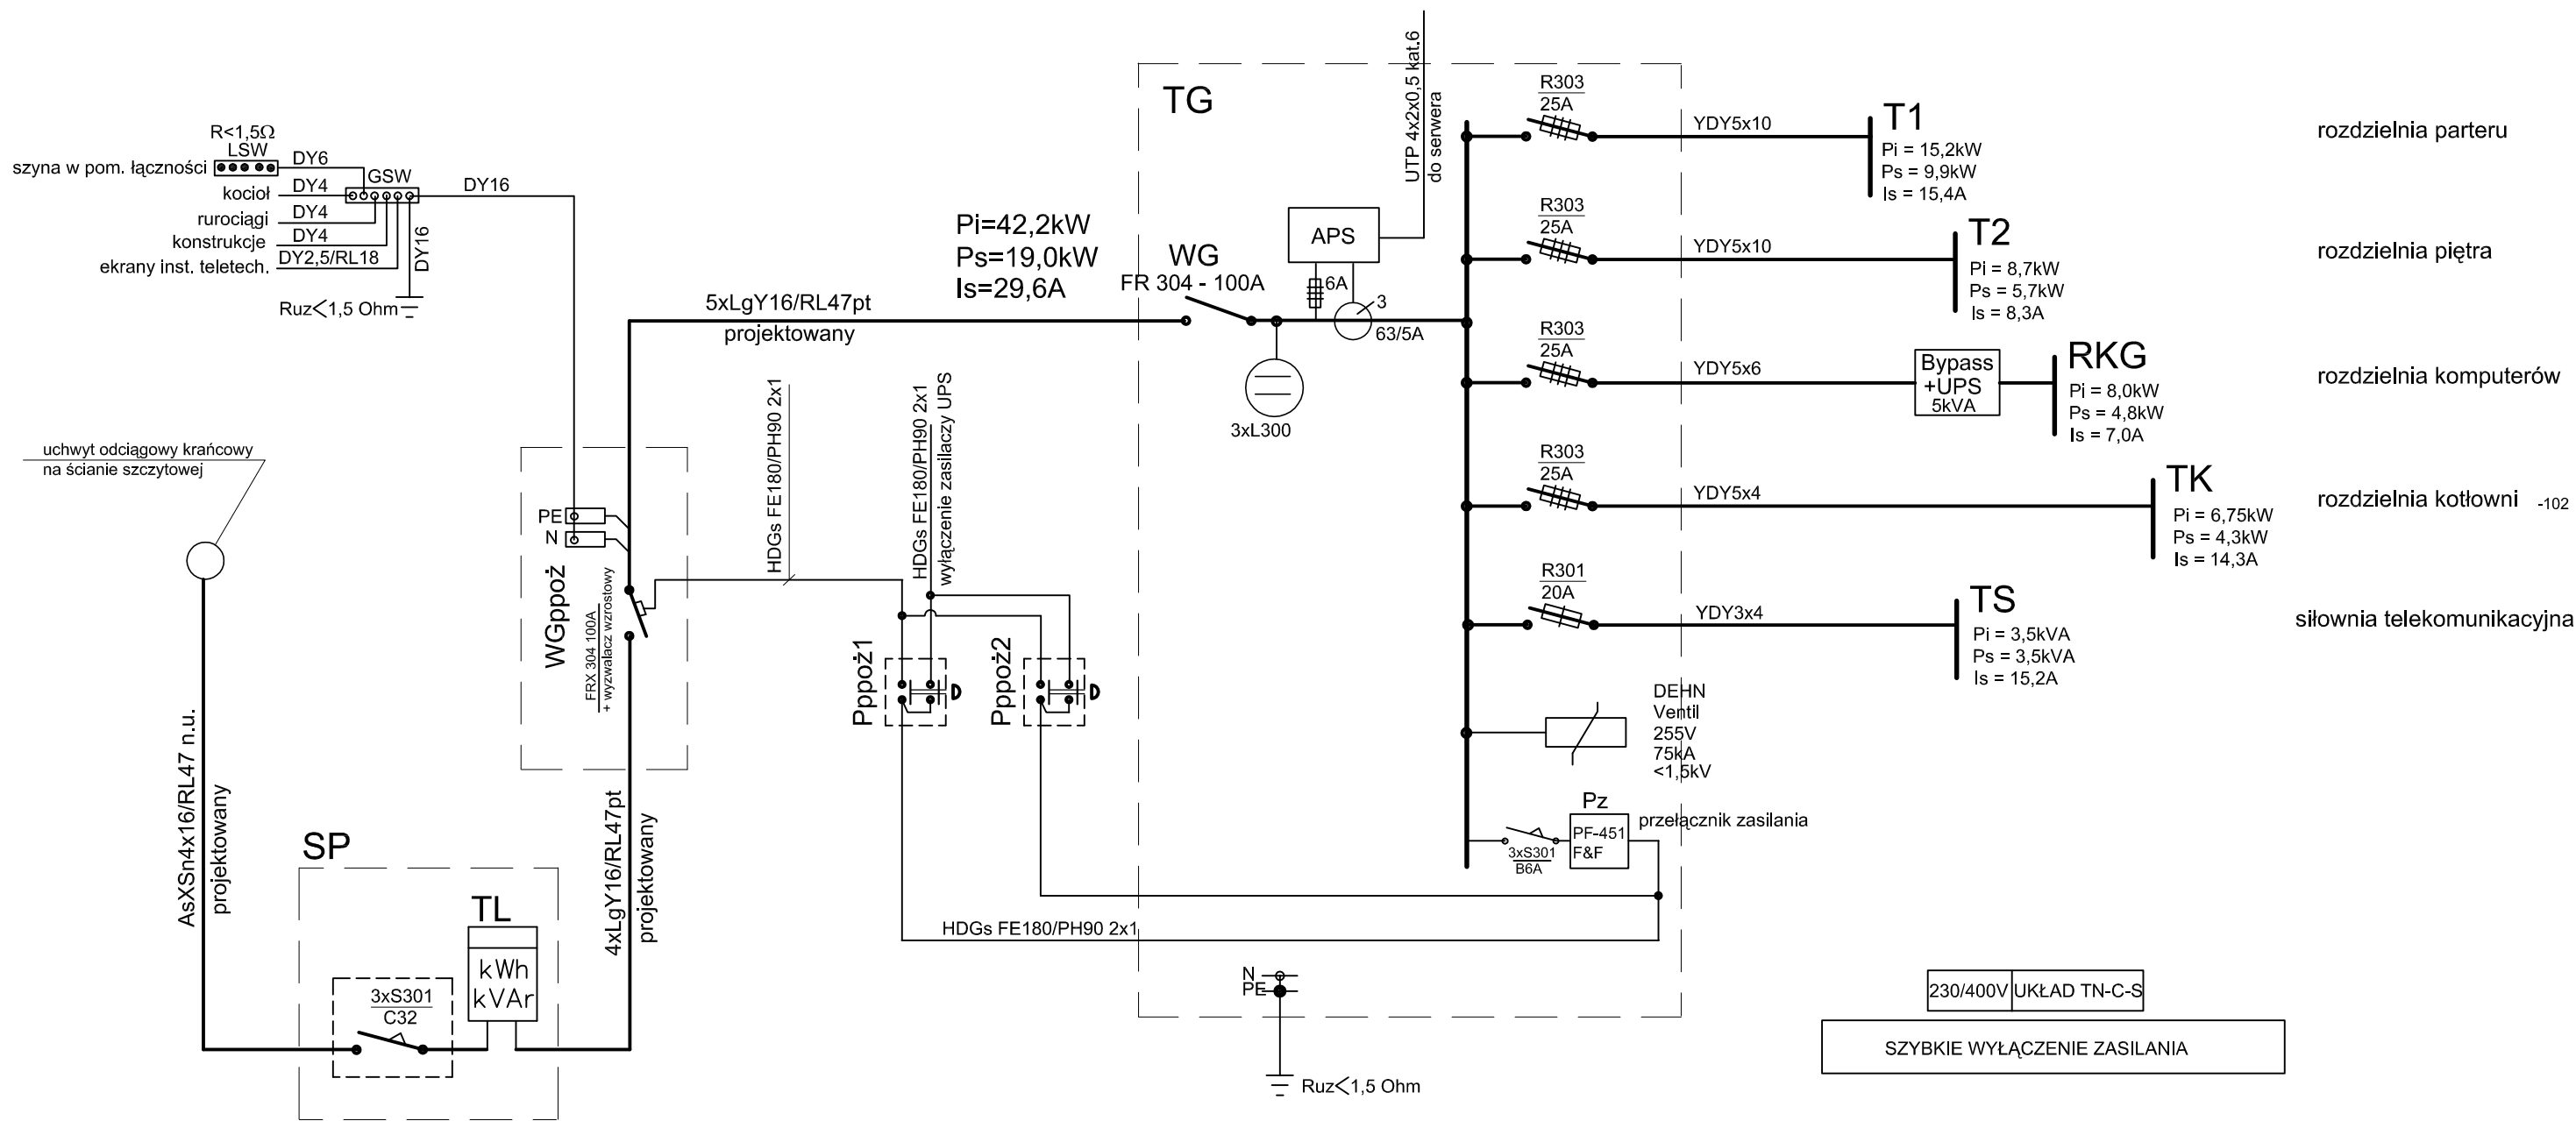 R<1,5Ω
LSW
szyna w pom. łączności
DY6
GSW
kocioł
DY4
DY16
rurociągi
DY4
konstrukcje
DY4
ekrany inst. teletech.
DY2,5/RL18
DY16
Ruz<1,5 Ohm
uchwyt odciągowy krańcowy
na ścianie szczytowej
AsXSn4x16/RL47 n.u.
projektowany
SP
TL
kWh
kVAr
3xS301
C32
4xLgY16/RL47pt
projektowany
PE
N
WGppoż
FRX 304 100A
+ wyzwalacz wzrostowy
5xLgY16/RL47pt
projektowany
Pi=42,2kW
Ps=19,0kW
Is=29,6A
HDGs FE180/PH90 2x1
HDGs FE180/PH90 2x1
wyłączenie zasilaczy UPS
Pppoż1
Pppoż2
HDGs FE180/PH90 2x1
TG
WG
FR 304 - 100A
APS
6A
3
63/5A
3xL300
UTP 4x2x0,5 kat.6
do serwera
R303
25A
YDY5x10
T1
Pi = 15,2kW
Ps = 9,9kW
Is = 15,4A
rozdzielnia parteru
R303
25A
YDY5x10
T2
Pi = 8,7kW
Ps = 5,7kW
Is = 8,3A
rozdzielnia piętra
R303
25A
YDY5x6
Bypass
+UPS
5kVA
RKG
Pi = 8,0kW
Ps = 4,8kW
Is = 7,0A
rozdzielnia komputerów
R303
25A
YDY5x4
TK
Pi = 6,75kW
Ps = 4,3kW
Is = 14,3A
rozdzielnia kotłowni -102
R301
20A
YDY3x4
TS
Pi = 3,5kVA
Ps = 3,5kVA
Is = 15,2A
siłownia telekomunikacyjna
DEHN
Ventil
255V
75kA
<1,5kV
Pz
PF-451
F&F
przełącznik zasilania
3xS301
B6A
N
PE
Ruz<1,5 Ohm
230/400V UKŁAD TN-C-S
SZYBKIE WYŁĄCZENIE ZASILANIA